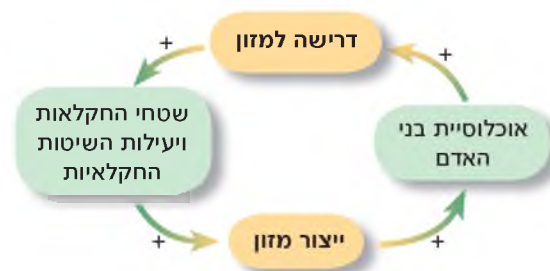 דרישה למזון
+
+
שטחי החקלאות
ויעילות השיטות
החקלאיות
אוכלוסיית בני
האדם
+
+
ייצור מזון